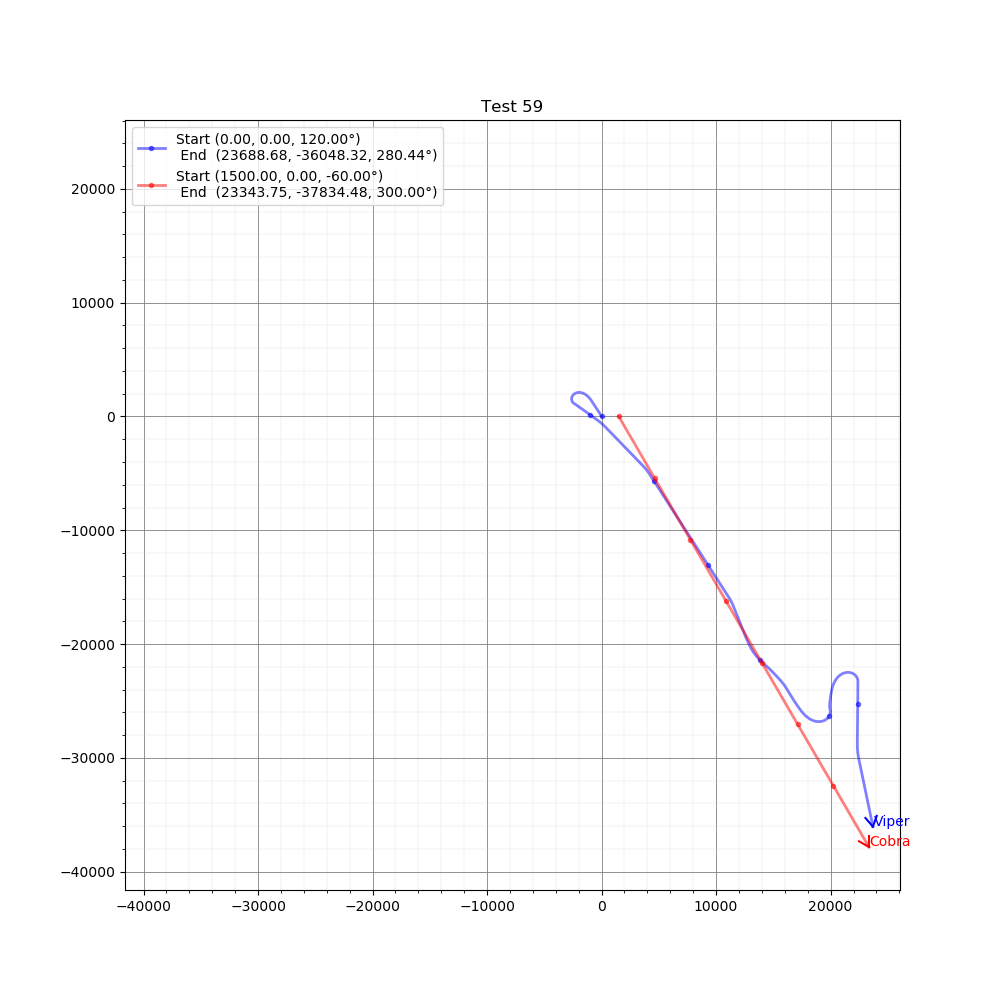 Test 59
Start (0.00, 0.00, 120.00°)
End (23688.68, -36048.32, 280.44°)
Start (1500.00, 0.00, -60.00°)
End (23343.75, -37834.48, 300.00°)
20000
10000
0
−10000
−20000
−30000
−40000
Viper
Cobra
−40000
−30000
−20000
−10000
0
10000
20000